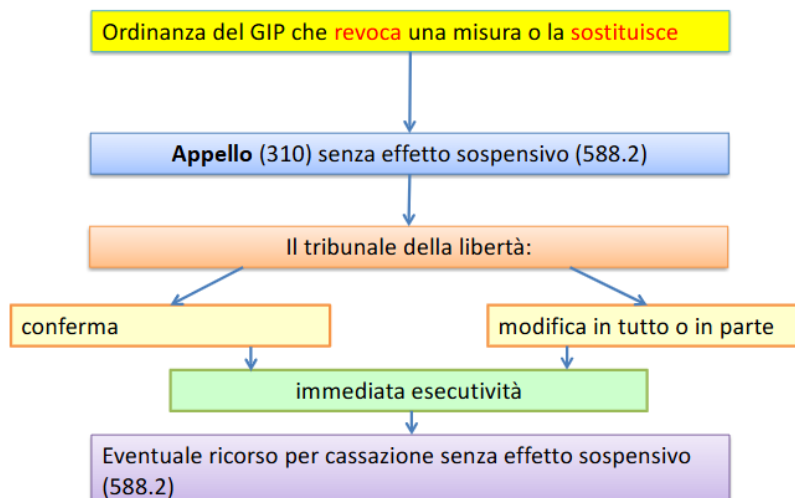 Ordinanza del GIP che revoca una misura o la sostituisce
Appello (310) senza effetto sospensivo (588.2)
Il tribunale della libertà:
conferma
modifica in tutto o in parte
immediata esecutività
Eventuale ricorso per cassazione senza effetto sospensivo
(588.2)